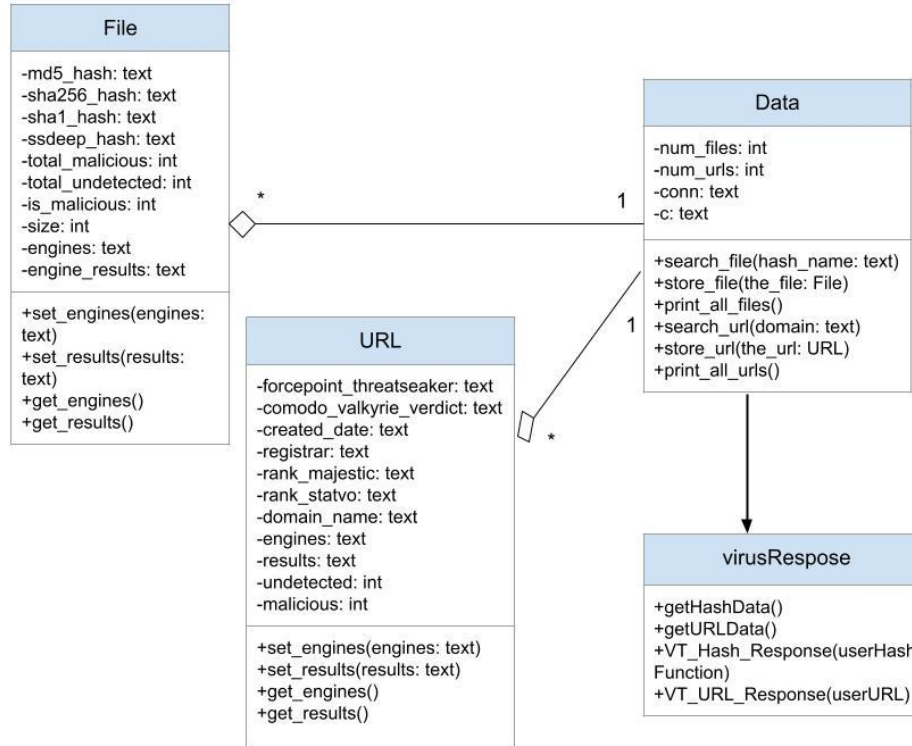 File
-md5_hash: text
-sha256_hash: text
-sha1_hash: text
-ssdeep_hash: text
-total_malicious: int
-total_undetected: int
-is_malicious: int
-size: int
-engines: text
-engine_results: text
+set_engines(engines:
text)
+set_results(results:
text)
+get_engines()
+get_results()
*
1
Data
-num_files: int
-num_urls: int
-conn: text
-c: text
+search_file(hash_name: text)
+store_file(the_file: File)
+print_all_files()
+search_url(domain: text)
+store_url(the_url: URL)
+print_all_urls()
1
*
URL
-forcepoint_threatseaker: text
-comodo_valkyrie_verdict: text
-created_date: text
-registrar: text
-rank_majestic: text
-rank_statvo: text
-domain_name: text
-engines: text
-results: text
-undetected: int
-malicious: int
+set_engines(engines: text)
+set_results(results: text)
+get_engines()
+get_results()
virusRespose
+getHashData()
+getURLData()
+VT_Hash_Response(userHash
Function)
+VT_URL_Response(userURL)